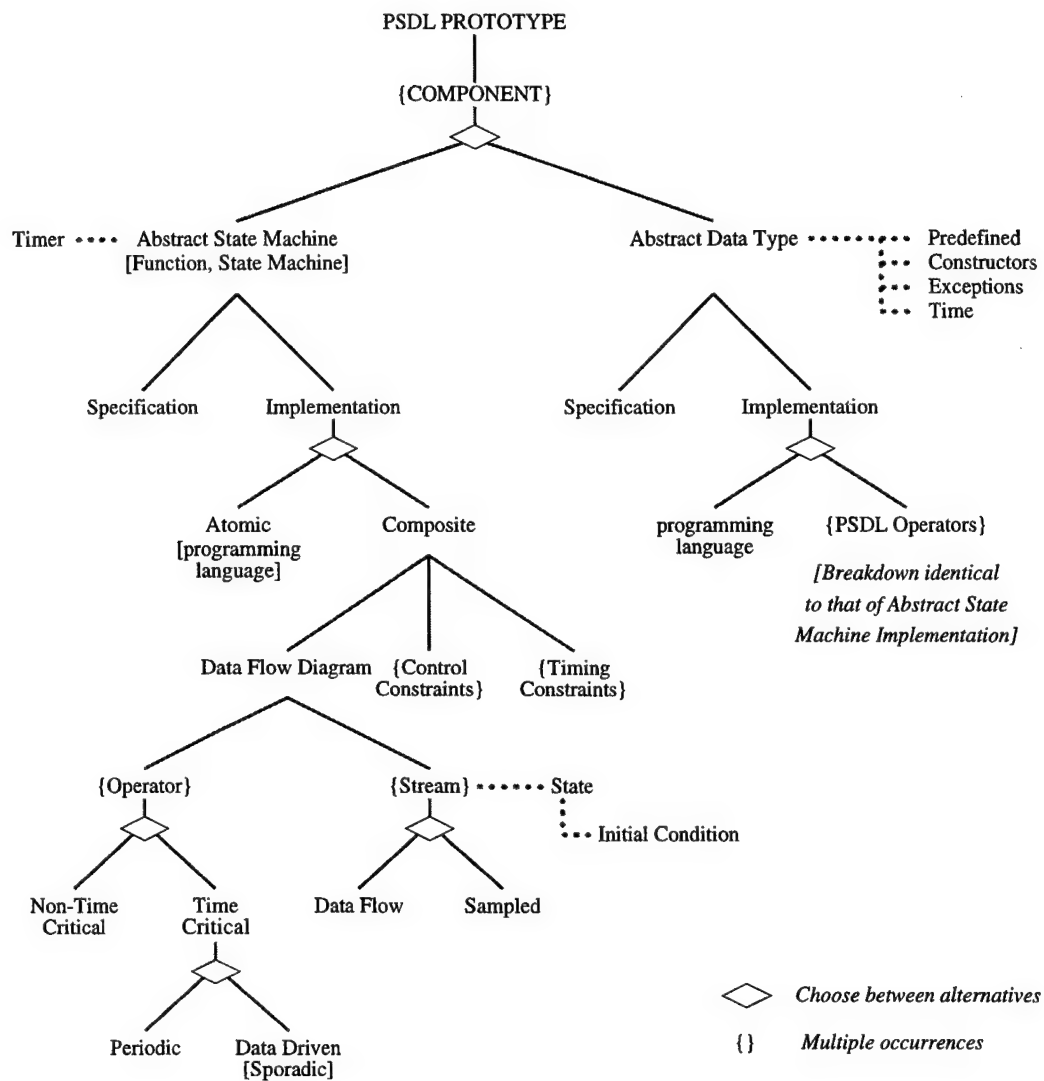 PSDL PROTOTYPE
{COMPONENT}
Timer
Abstract State Machine
[Function, State Machine]
Abstract Data Type
Predefined
Constructors
Exceptions
Time
Specification
Implementation
Specification
Implementation
Atomic
[programming
language]
Composite
programming
language
{PSDL Operators}
[Breakdown identical
to that of Abstract State
Machine Implementation]
Data Flow Diagram
{Control
Constraints}
{Timing
Constraints}
{Operator}
{Stream}
State
Initial Condition
Non-Time
Critical
Time
Critical
Data Flow
Sampled
Periodic
Data Driven
[Sporadic]
Choose between alternatives
{} Multiple occurrences